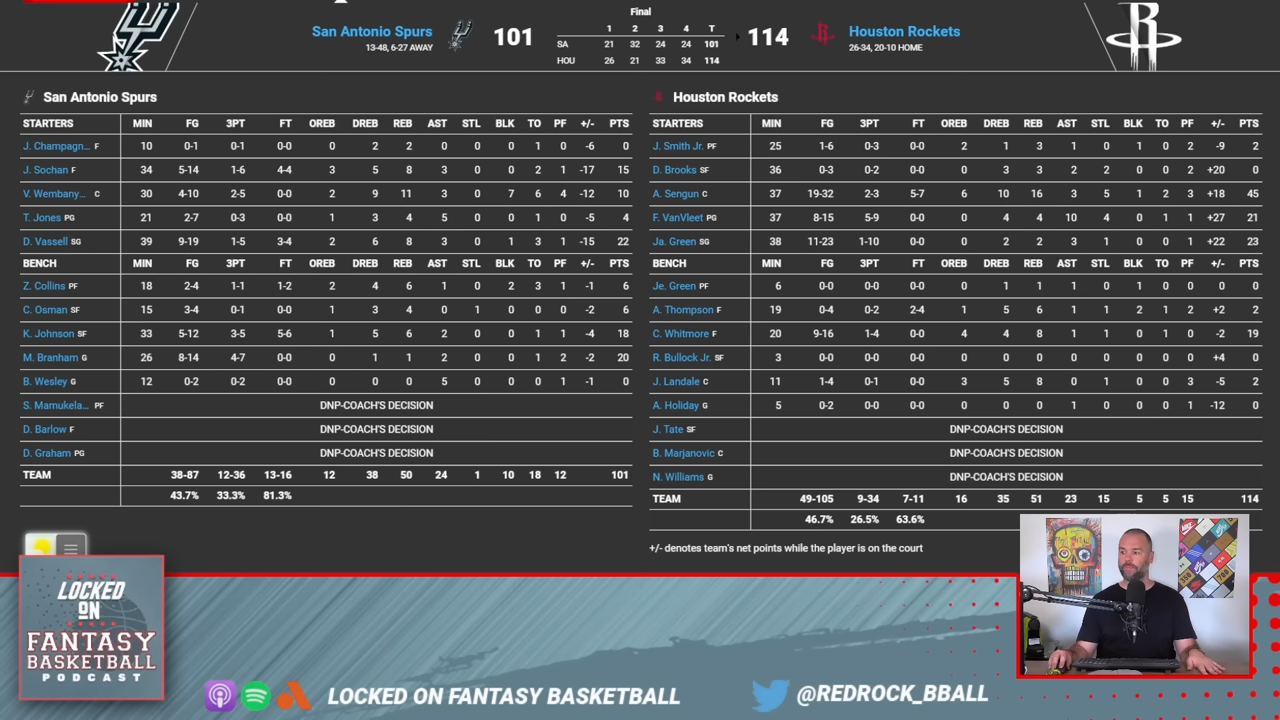 Final
San Antonio Spurs 101 114 Houston Rockets
13-48, 6-27 AWAY 26-34, 20-10 HOME
1 2 3 4 T
SA 21 32 24 24 101
HOU 26 21 33 34 114
San Antonio Spurs
STARTERS MIN FG 3PT FT OREB DREB REB AST STL BLK TO PF +/- PTS
J. Champagn... F 10 0-1 0-1 0-0 0 2 2 0 0 0 1 0 -6 0
J. Sochan F 34 5-14 1-6 4-4 3 5 8 3 0 0 2 1 -17 15
V. Wembany... C 30 4-10 2-5 0-0 2 9 11 3 0 7 6 4 -12 10
T. Jones PG 21 2-7 0-3 0-0 1 3 4 5 0 0 1 0 -5 4
D. Vassell SG 39 9-19 1-5 3-4 2 6 8 3 0 1 3 1 -15 22
BENCH MIN FG 3PT FT OREB DREB REB AST STL BLK TO PF +/- PTS
Z. Collins PF 18 2-4 1-1 1-2 2 4 6 1 0 2 3 1 -1 6
C. Osman SF 15 3-4 0-1 0-0 1 3 4 0 1 0 0 1 -2 6
K. Johnson SF 33 5-12 3-5 5-6 1 5 6 2 0 0 1 1 -4 18
M. Branham G 26 8-14 4-7 0-0 0 1 1 2 0 0 1 2 -2 20
B. Wesley G 12 0-2 0-2 0-0 0 0 0 5 0 0 0 1 -1 0
S. Mamukela... PF DNP-COACH'S DECISION
D. Barlow F DNP-COACH'S DECISION
D. Graham PG DNP-COACH'S DECISION
TEAM 38-87 12-36 13-16 12 38 50 24 1 10 18 12 101
43.7% 33.3% 81.3%
Houston Rockets
STARTERS MIN FG 3PT FT OREB DREB REB AST STL BLK TO PF +/- PTS
J. Smith Jr. PF 25 1-6 0-3 0-0 2 1 3 1 0 1 0 2 -9 2
D. Brooks SF 36 0-3 0-2 0-0 0 3 3 2 2 0 0 2 +20 0
A. Sengun C 37 19-32 2-3 5-7 6 10 16 3 5 1 2 3 +18 45
F. VanVleet PG 37 8-15 5-9 0-0 0 4 4 10 4 0 1 1 +27 21
Ja. Green SG 38 11-23 1-10 0-0 0 2 2 3 1 0 0 1 +22 23
BENCH MIN FG 3PT FT OREB DREB REB AST STL BLK TO PF +/- PTS
Je. Green PF 6 0-0 0-0 0-0 0 1 1 1 0 1 0 0 0 0
A. Thompson F 19 0-4 0-2 2-4 1 5 6 1 1 2 1 2 +2 2
C. Whitmore F 20 9-16 1-4 0-0 4 4 8 1 1 0 1 0 -2 19
R. Bullock Jr. SF 3 0-0 0-0 0-0 0 0 0 0 0 0 0 0 +4 0
J. Landale C 11 1-4 0-1 0-0 3 5 8 0 1 0 0 3 -5 2
A. Holiday G 5 0-2 0-0 0-0 0 0 0 1 0 0 0 1 -12 0
J. Tate SF DNP-COACH'S DECISION
B. Marjanovic C DNP-COACH'S DECISION
N. Williams G DNP-COACH'S DECISION
TEAM 49-105 9-34 7-11 16 35 51 23 15 5 5 15 114
46.7% 26.5% 63.6%
+/- denotes team's net points while the player is on the court
LOCKED
ON
FANTASY
BASKETBALL
PODCAST
LOCKED ON FANTASY BASKETBALL @REDROCK_BBALL